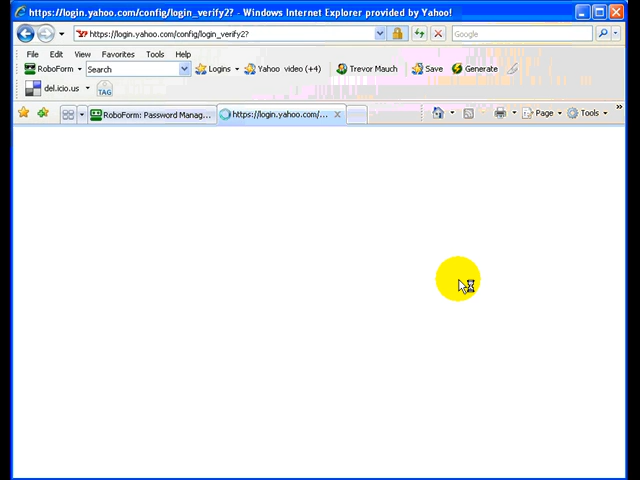 https://login.yahoo.com/config/login_verify2? - Windows Internet Explorer provided by Yahoo!
https://login.yahoo.com/config/login_verify2?
Google
File Edit View Favorites Tools Help
RoboForm Search Logins Yahoo video (+4) Trevor Mauch Save Generate
del.icio.us TAG
RoboForm: Password Manag... https://login.yahoo.com/... Page Tools